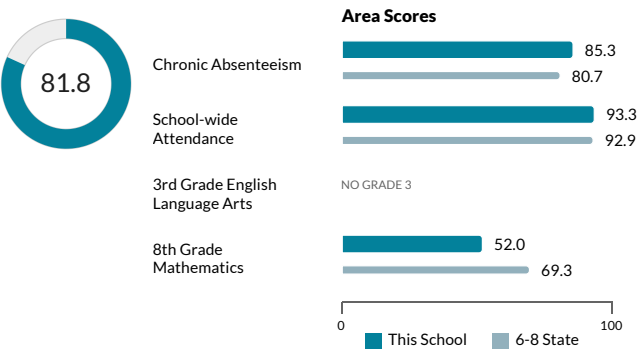 Area Scores
81.8
Chronic Absenteeism
85.3
80.7
School-wide
Attendance
93.3
92.9
3rd Grade English
Language Arts
NO GRADE 3
8th Grade
Mathematics
52.0
69.3
0
100
This School
6-8 State